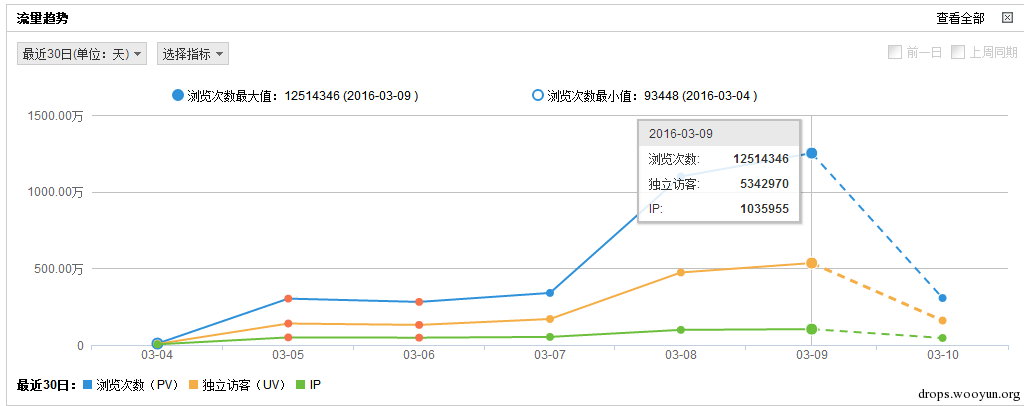 流量趋势 查看全部
最近30日(单位：天) 选择指标 前一日 上周同期
浏览次数最大值：12514346 (2016-03-09 ) 浏览次数最小值：93448 (2016-03-04 )
1500.00万
2016-03-09
浏览次数: 12514346
独立访客: 5342970
IP: 1035955
1000.00万
500.00万
0
03-04 03-05 03-06 03-07 03-08 03-09 03-10
最近30日： 浏览次数（PV） 独立访客（UV） IP
drops.wooyun.org